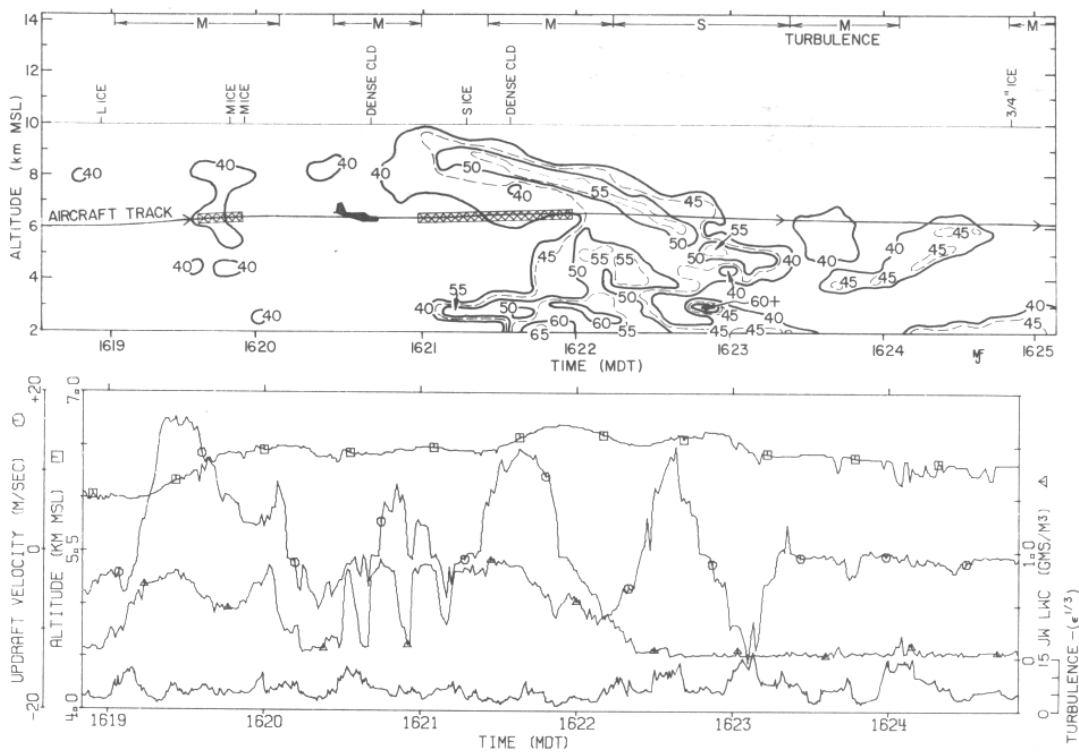 14
12
10
8
6
4
2
ALTITUDE (km MSL)
M M M S M M
TURBULENCE
L ICE
M ICE
M ICE
DENSE CLD
S ICE
DENSE CLD
3/4" ICE
AIRCRAFT TRACK
40 40 40 40 50 40 55 45
50 55 50 40 40 45
40 40 45 55 55 50 45 45
55 50 50 40 60+ 40
40 45 45 40
40 65 60 60 55 45 45
1619 1620 1621 1622 1623 1624 1625
TIME (MDT)
UPDRAFT VELOCITY (M/SEC)
+20
0
-20
ALTITUDE (KM MSL)
7.0
5.5
4.0
1.0
0
JW LWC (GMS/M3)
15
0
TURBULENCE - (ε1/3)
1619 1620 1621 1622 1623 1624
TIME (MDT)